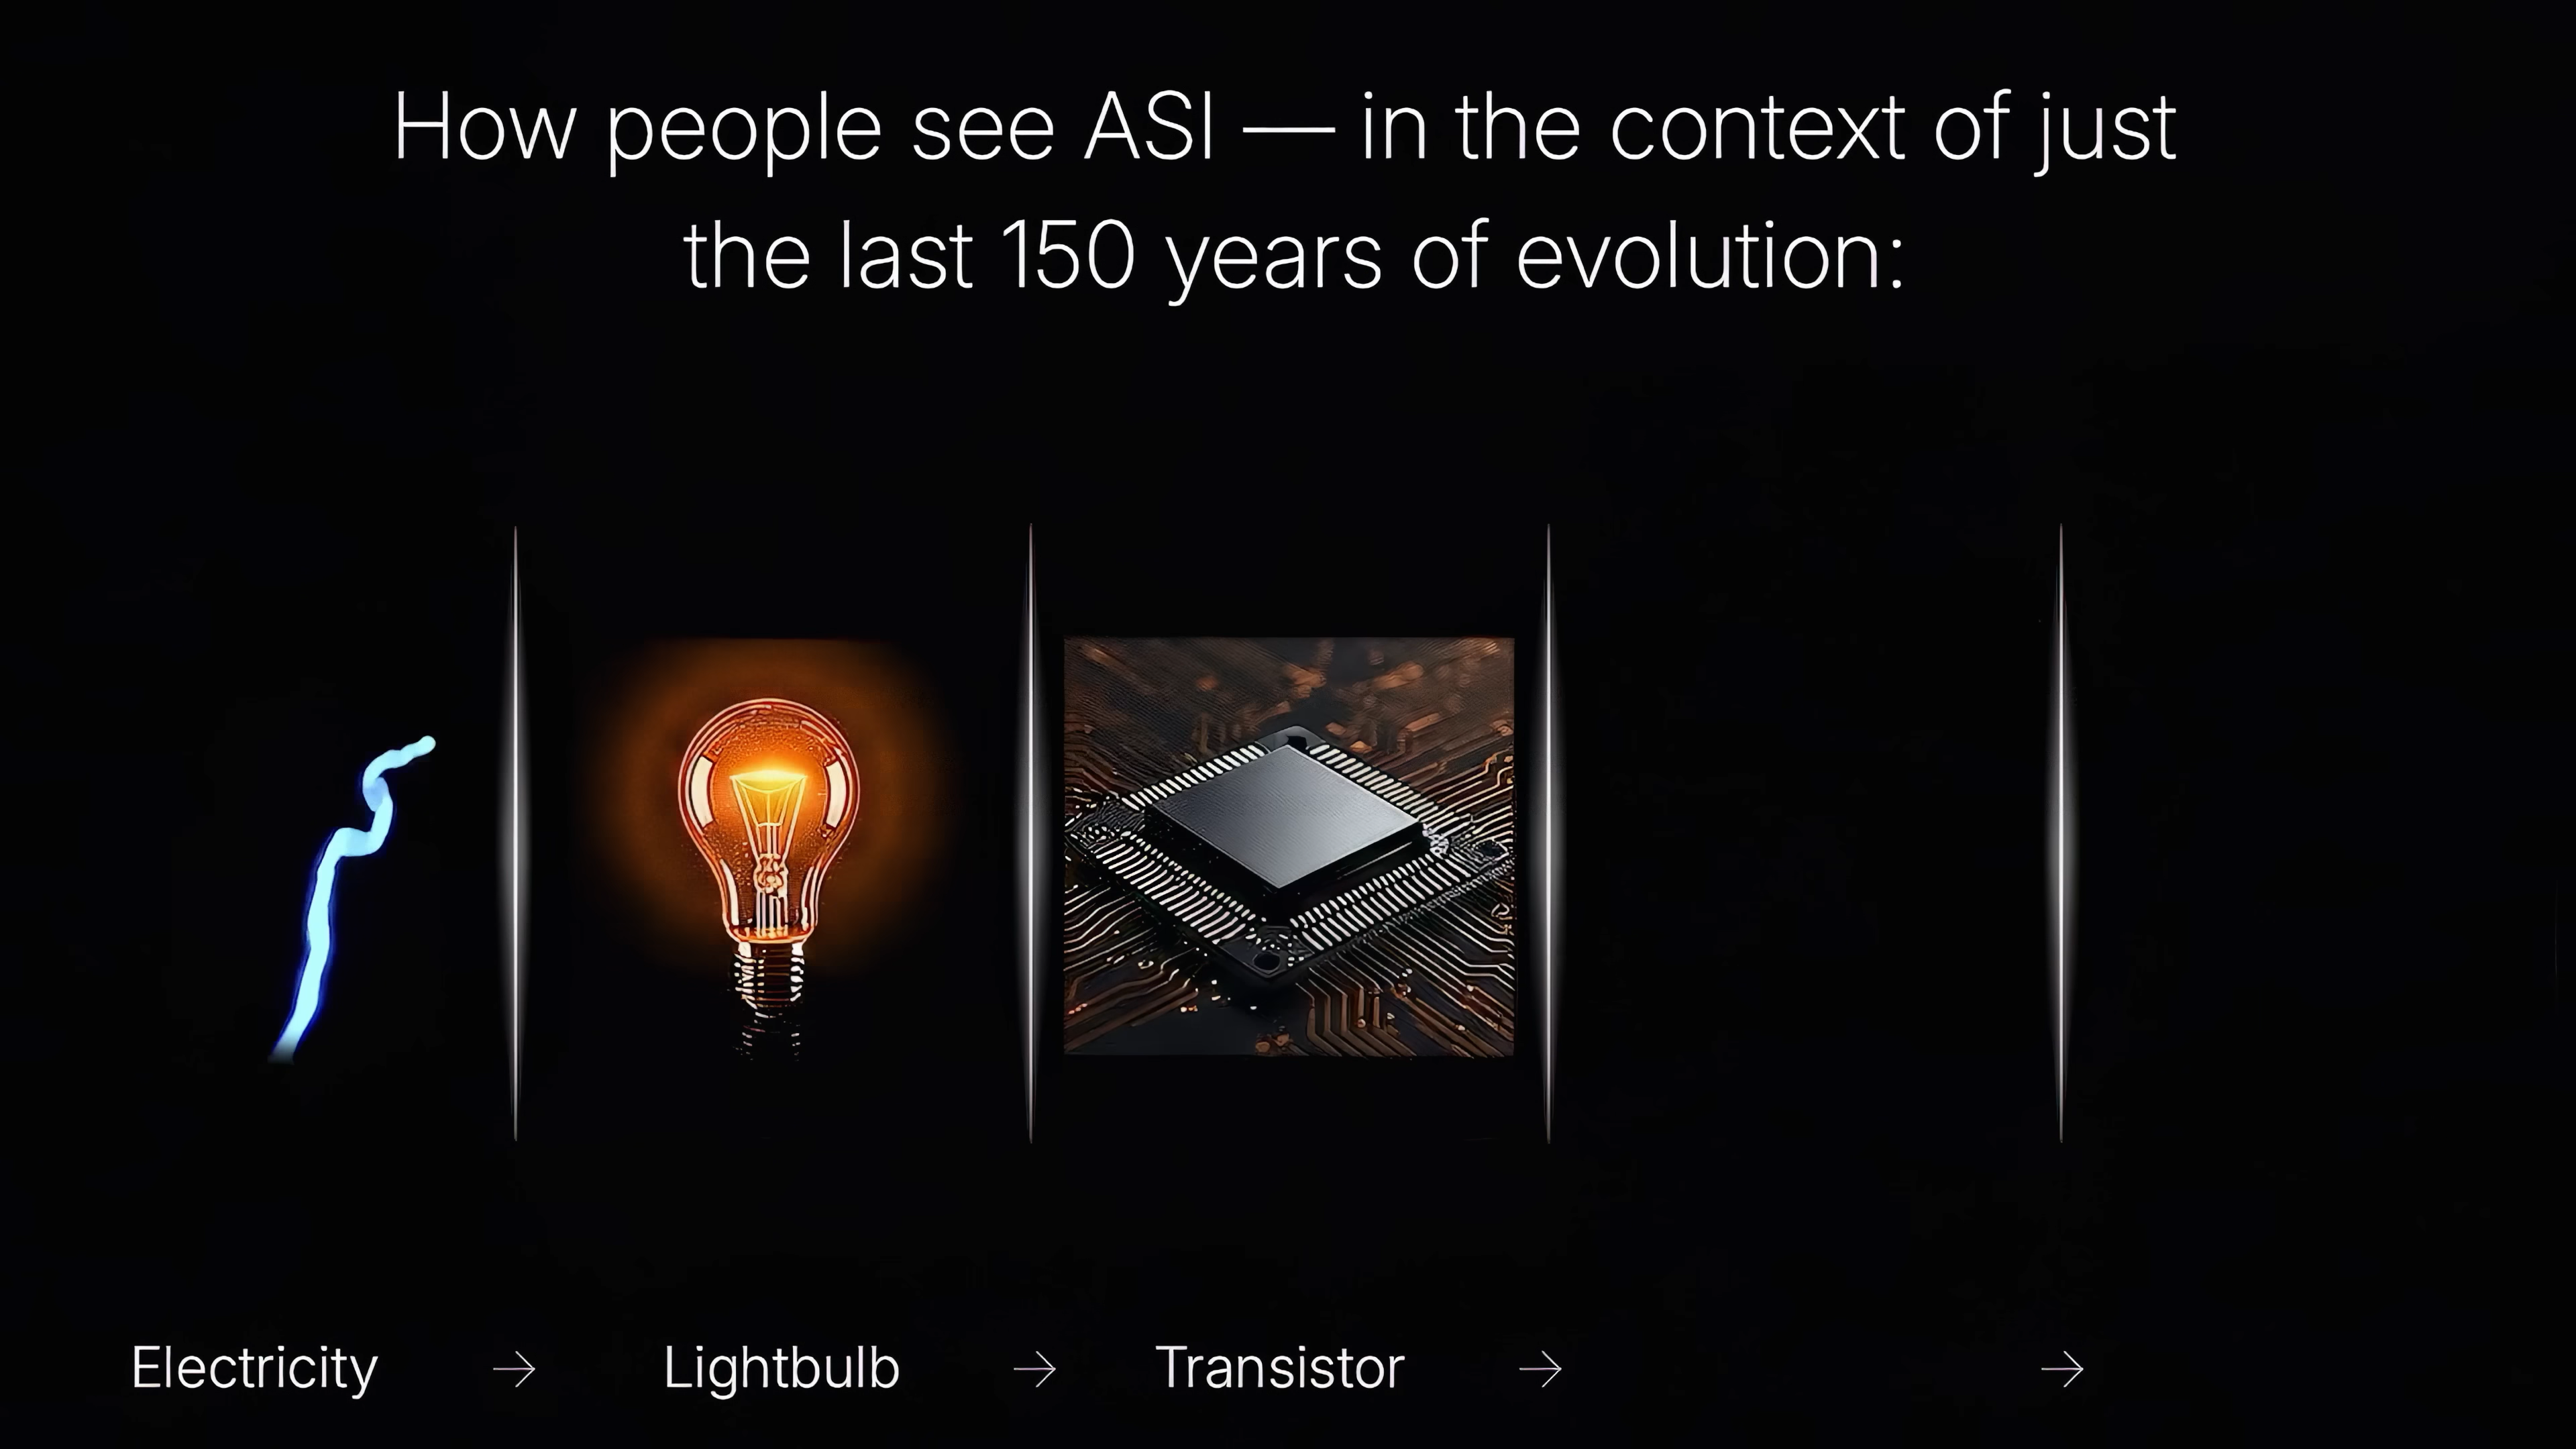 How people see ASI — in the context of just
the last 150 years of evolution:
Electricity → Lightbulb → Transistor → →